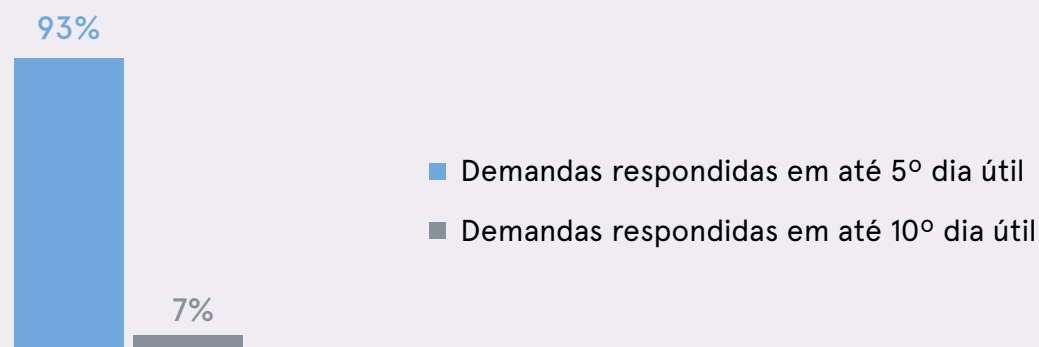 93%
Demandas respondidas em até 5º dia útil
Demandas respondidas em até 10º dia útil
7%